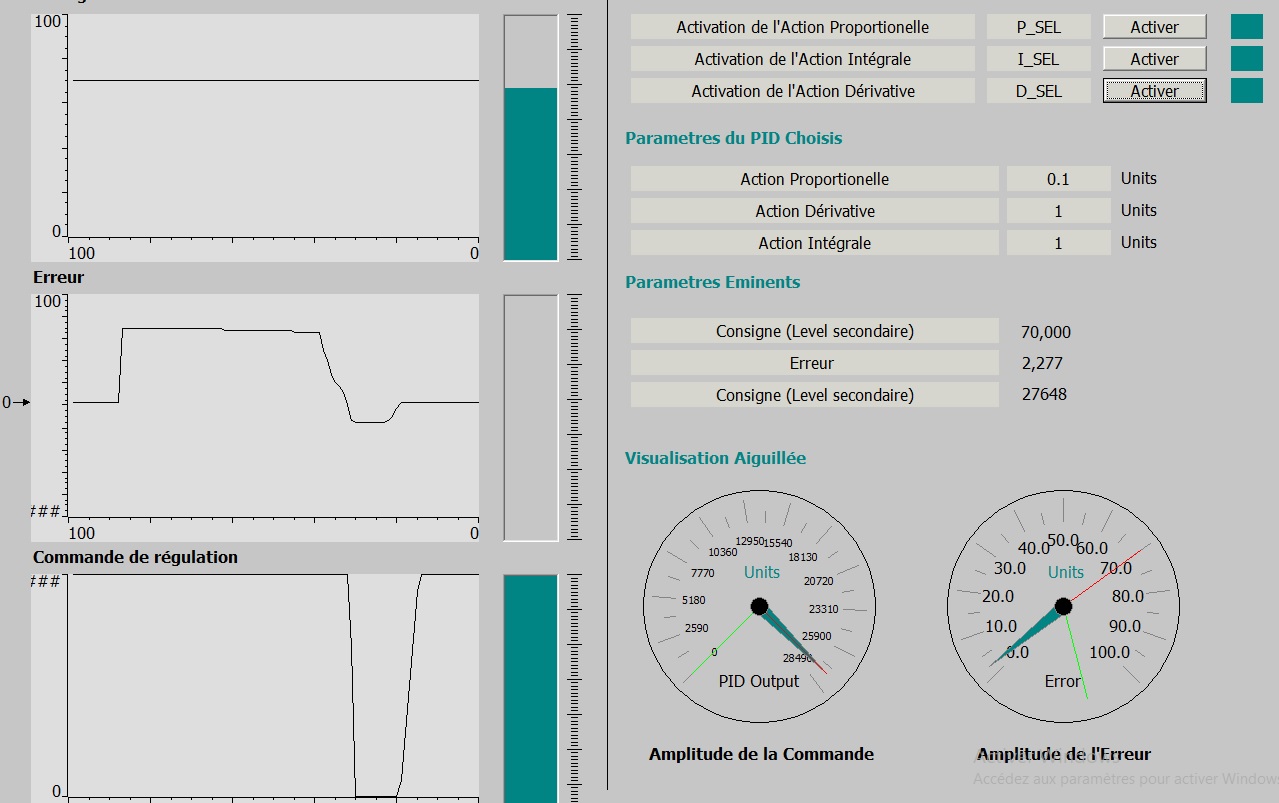 100
0
100 0
Erreur
100
0
###
100 0
Commande de régulation
###
0
Activation de l'Action Proportionelle P_SEL Activer
Activation de l'Action Intégrale I_SEL Activer
Activation de l'Action Dérivative D_SEL Activer
Parametres du PID Choisis
Action Proportionelle 0.1 Units
Action Dérivative 1 Units
Action Intégrale 1 Units
Parametres Eminents
Consigne (Level secondaire) 70,000
Erreur 2,277
Consigne (Level secondaire) 27648
Visualisation Aiguillée
0
2590
5180
7770
10360
12950
15540
18130
20720
23310
25900
28490
Units
PID Output
0.0
10.0
20.0
30.0
40.0
50.0
60.0
70.0
80.0
90.0
100.0
Units
Error
Amplitude de la Commande
Amplitude de l'Erreur
Activer Windows
Accédez aux paramètres pour activer Windows